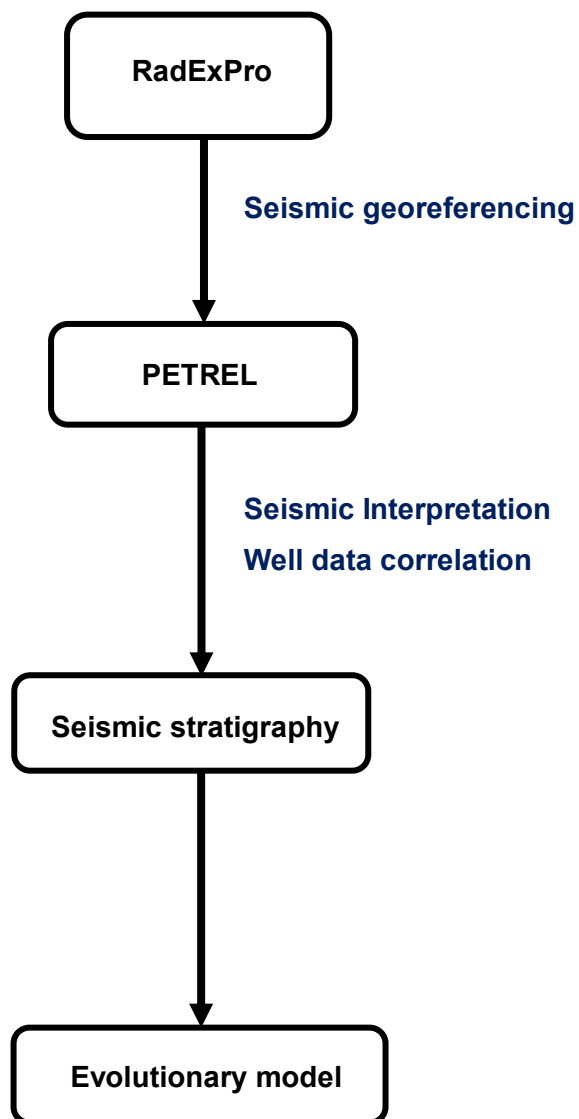 RadExPro
Seismic georeferencing
PETREL
Seismic Interpretation
Well data correlation
Seismic stratigraphy
Evolutionary model